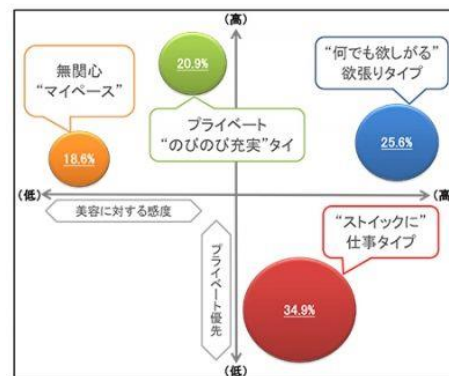 (高)
無関心
“マイペース”
18.6%
20.9%
プライベート
“のびのび充実”タイ
“何でも欲しがる”
欲張りタイプ
25.6%
(低)
(高
美容に対する感度
プライベート優先
“ストイックに”
仕事タイプ
34.9%
(低)